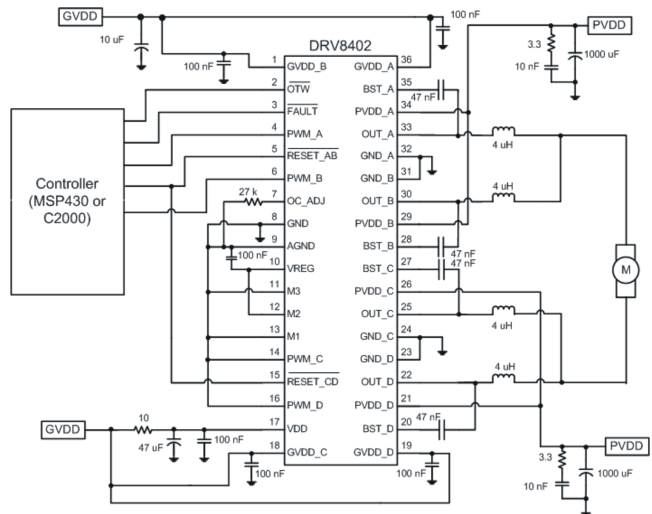 GVDD
PVDD
100 nF
10 uF
3.3
1000 uF
100 nF
10 nF
DRV8402
1 GVDD_B GVDD_A 36
2 OTW BST_A 35
47 nF
3 FAULT PVDD_A 34
4 PWM_A OUT_A 33
4 uH
5 RESET_AB GND_A 32
6 PWM_B GND_B 31
27 k
7 OC_ADJ OUT_B 30
4 uH
8 GND PVDD_B 29
9 AGND BST_B 28
100 nF
47 nF
47 nF
10 VREG BST_C 27
11 M3 PVDD_C 26
12 M2 OUT_C 25
4 uH
13 M1 GND_C 24
14 PWM_C GND_D 23
15 RESET_CD OUT_D 22
4 uH
16 PWM_D PVDD_D 21
17 VDD BST_D 20
47 nF
18 GVDD_C GVDD_D 19
Controller
(MSP430 or
C2000)
M
GVDD
10
47 uF
100 nF
100 nF
100 nF
PVDD
3.3
1000 uF
10 nF